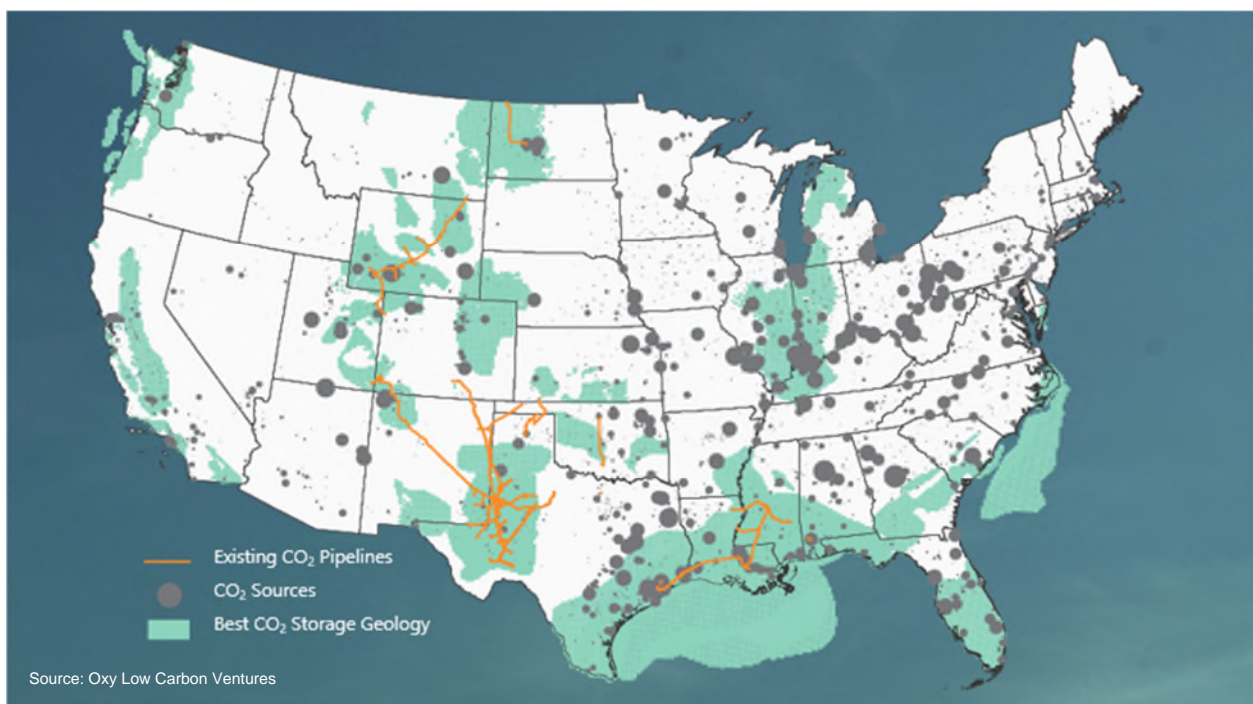 Existing CO₂ Pipelines
CO₂ Sources
Best CO₂ Storage Geology
Source: Oxy Low Carbon Ventures